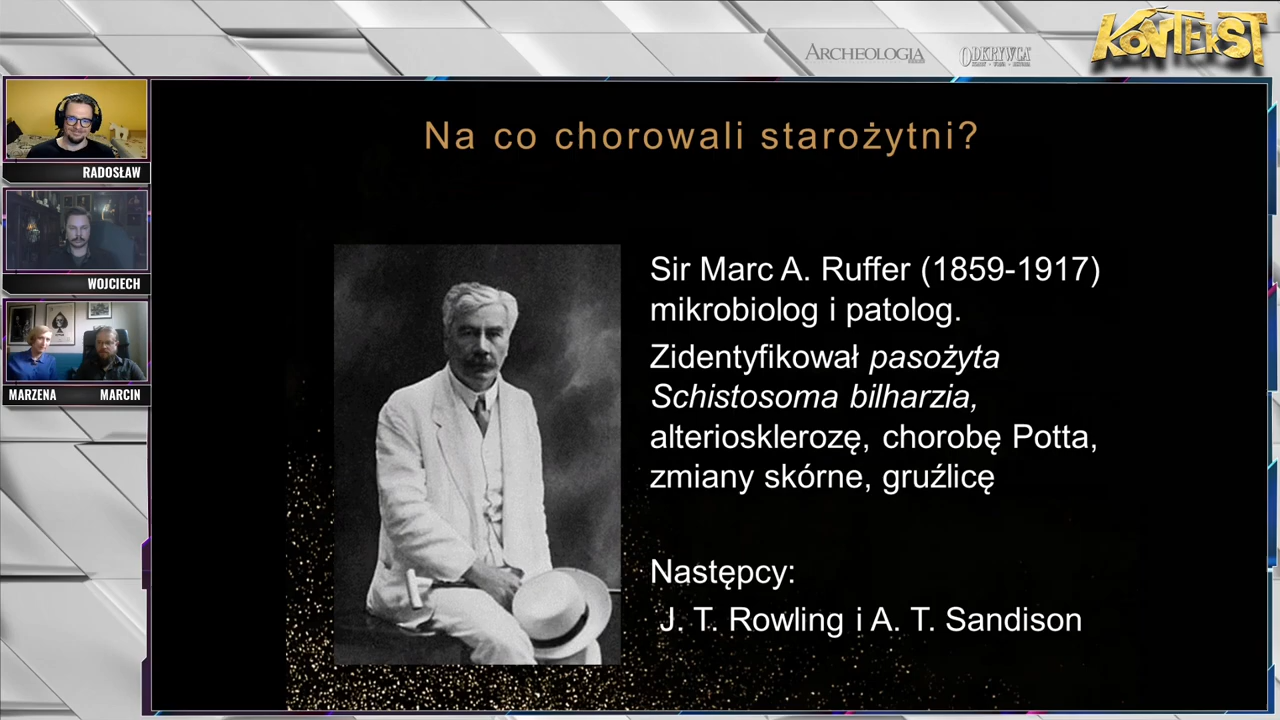 ARCHEOLOGIA
ODKRYWCA
KONTEKST
RADOSŁAW
WOJCIECH
MARZENA MARCIN
Na co chorowali starożytni?
Sir Marc A. Ruffer (1859-1917)
mikrobiolog i patolog.
Zidentyfikował pasożyta
Schistosoma bilharzia,
alteriosklerozę, chorobę Potta,
zmiany skórne, gruźlicę
Następcy:
J. T. Rowling i A. T. Sandison